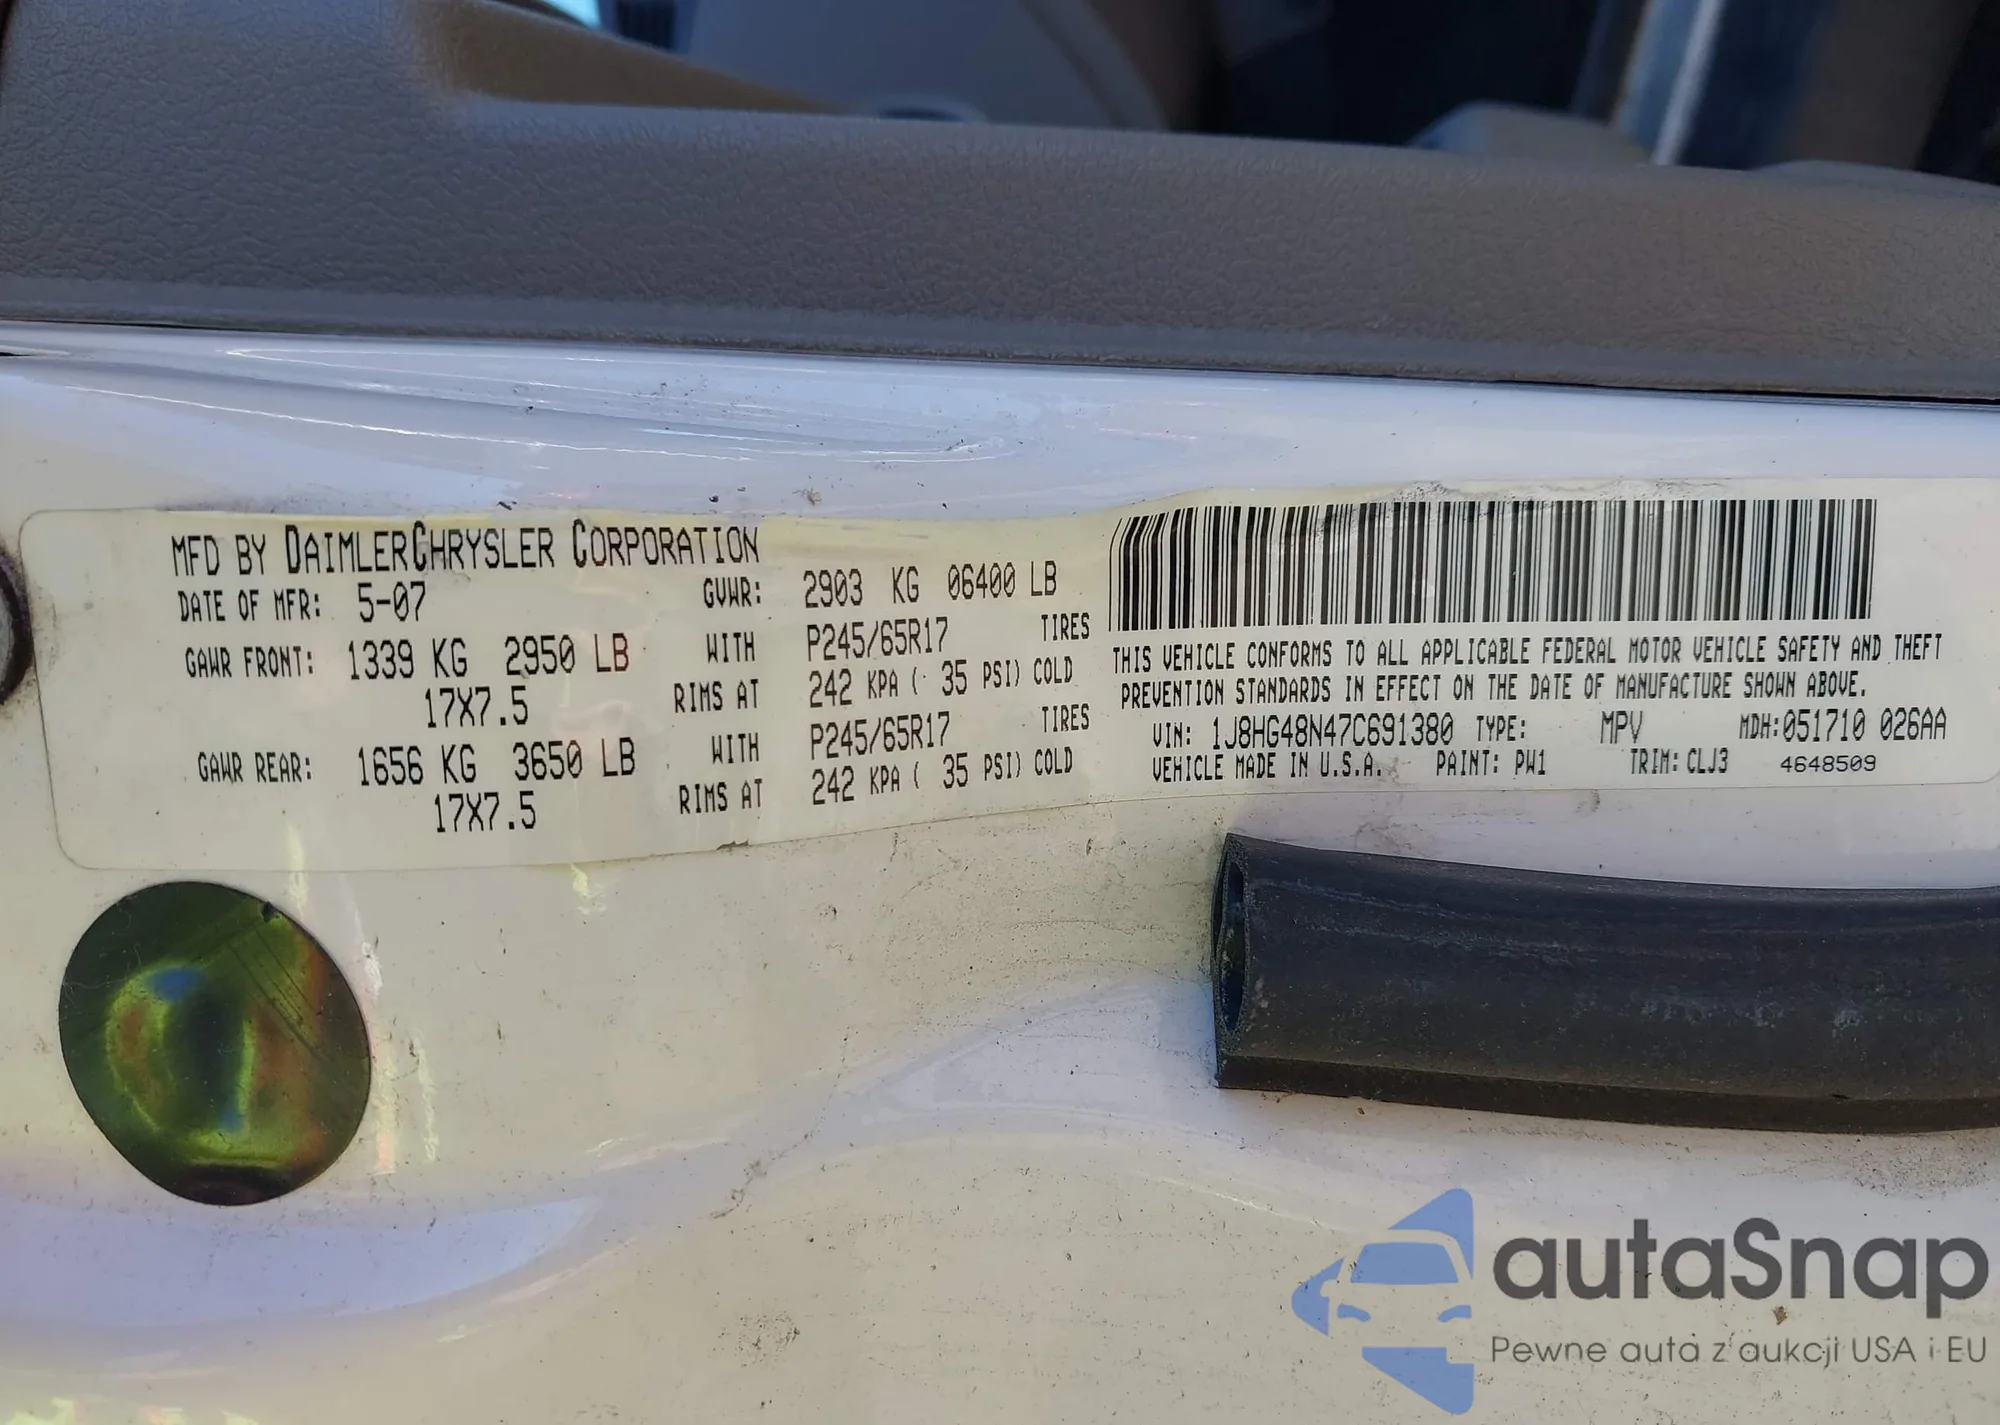 MFD BY DAIMLERCHRYSLER CORPORATION
DATE OF MFR: 5-07 GVWR: 2903 KG 06400 LB
GAWR FRONT: 1339 KG 2950 LB WITH P245/65R17 TIRES
17X7.5 RIMS AT 242 KPA ( 35 PSI) COLD
GAWR REAR: 1656 KG 3650 LB WITH P245/65R17 TIRES
17X7.5 RIMS AT 242 KPA ( 35 PSI) COLD
THIS VEHICLE CONFORMS TO ALL APPLICABLE FEDERAL MOTOR VEHICLE SAFETY AND THEFT
PREVENTION STANDARDS IN EFFECT ON THE DATE OF MANUFACTURE SHOWN ABOVE.
VIN: 1J8HG48N47C691380 TYPE: MPV MDH:051710 026AA
VEHICLE MADE IN U.S.A. PAINT: PW1 TRIM: CLJ3 4648509
autaSnap
Pewne auta z aukcji USA i EU